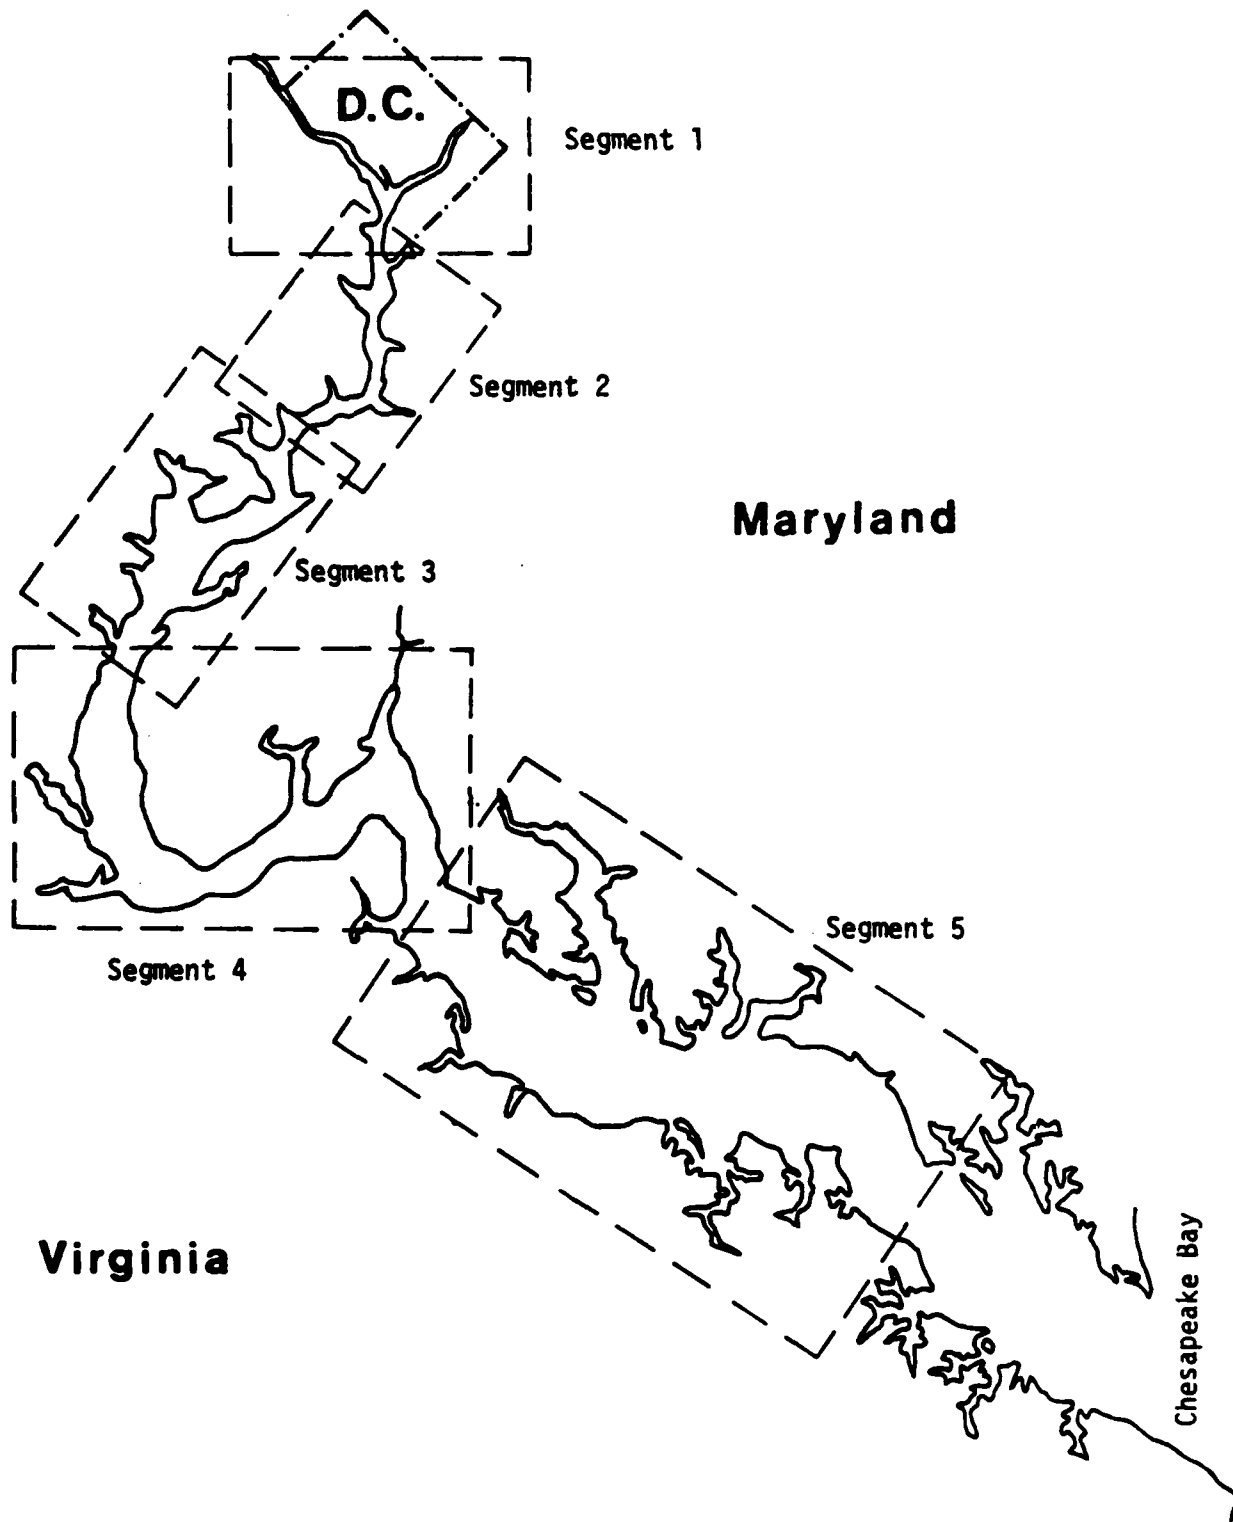 D.C.
Segment 1
Segment 2
Maryland
Segment 3
Segment 5
Segment 4
Virginia
Chesapeake Bay